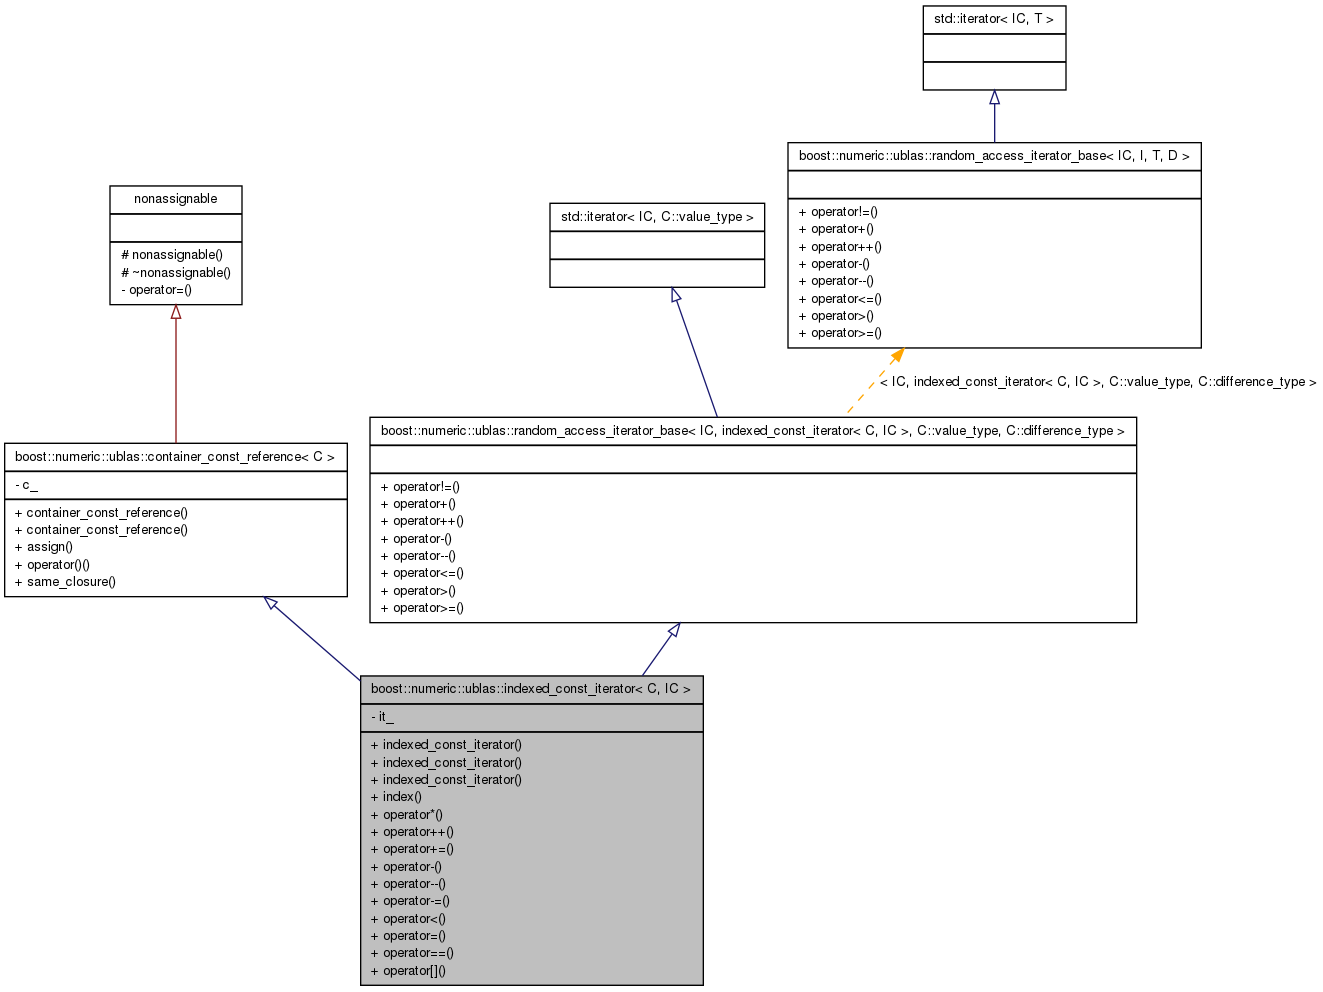 std::iterator< IC, T >
boost::numeric::ublas::random_access_iterator_base< IC, I, T, D >
+ operator!=()
+ operator+()
+ operator++()
+ operator-()
+ operator--()
+ operator<=()
+ operator>()
+ operator>=()
nonassignable
# nonassignable()
# ~nonassignable()
- operator=()
std::iterator< IC, C::value_type >
< IC, indexed_const_iterator< C, IC >, C::value_type, C::difference_type >
boost::numeric::ublas::container_const_reference< C >
- c_
+ container_const_reference()
+ container_const_reference()
+ assign()
+ operator()()
+ same_closure()
boost::numeric::ublas::random_access_iterator_base< IC, indexed_const_iterator< C, IC >, C::value_type, C::difference_type >
+ operator!=()
+ operator+()
+ operator++()
+ operator-()
+ operator--()
+ operator<=()
+ operator>()
+ operator>=()
boost::numeric::ublas::indexed_const_iterator< C, IC >
- it_
+ indexed_const_iterator()
+ indexed_const_iterator()
+ indexed_const_iterator()
+ index()
+ operator*()
+ operator++()
+ operator+=()
+ operator-()
+ operator--()
+ operator-=()
+ operator<()
+ operator=()
+ operator==()
+ operator[]()